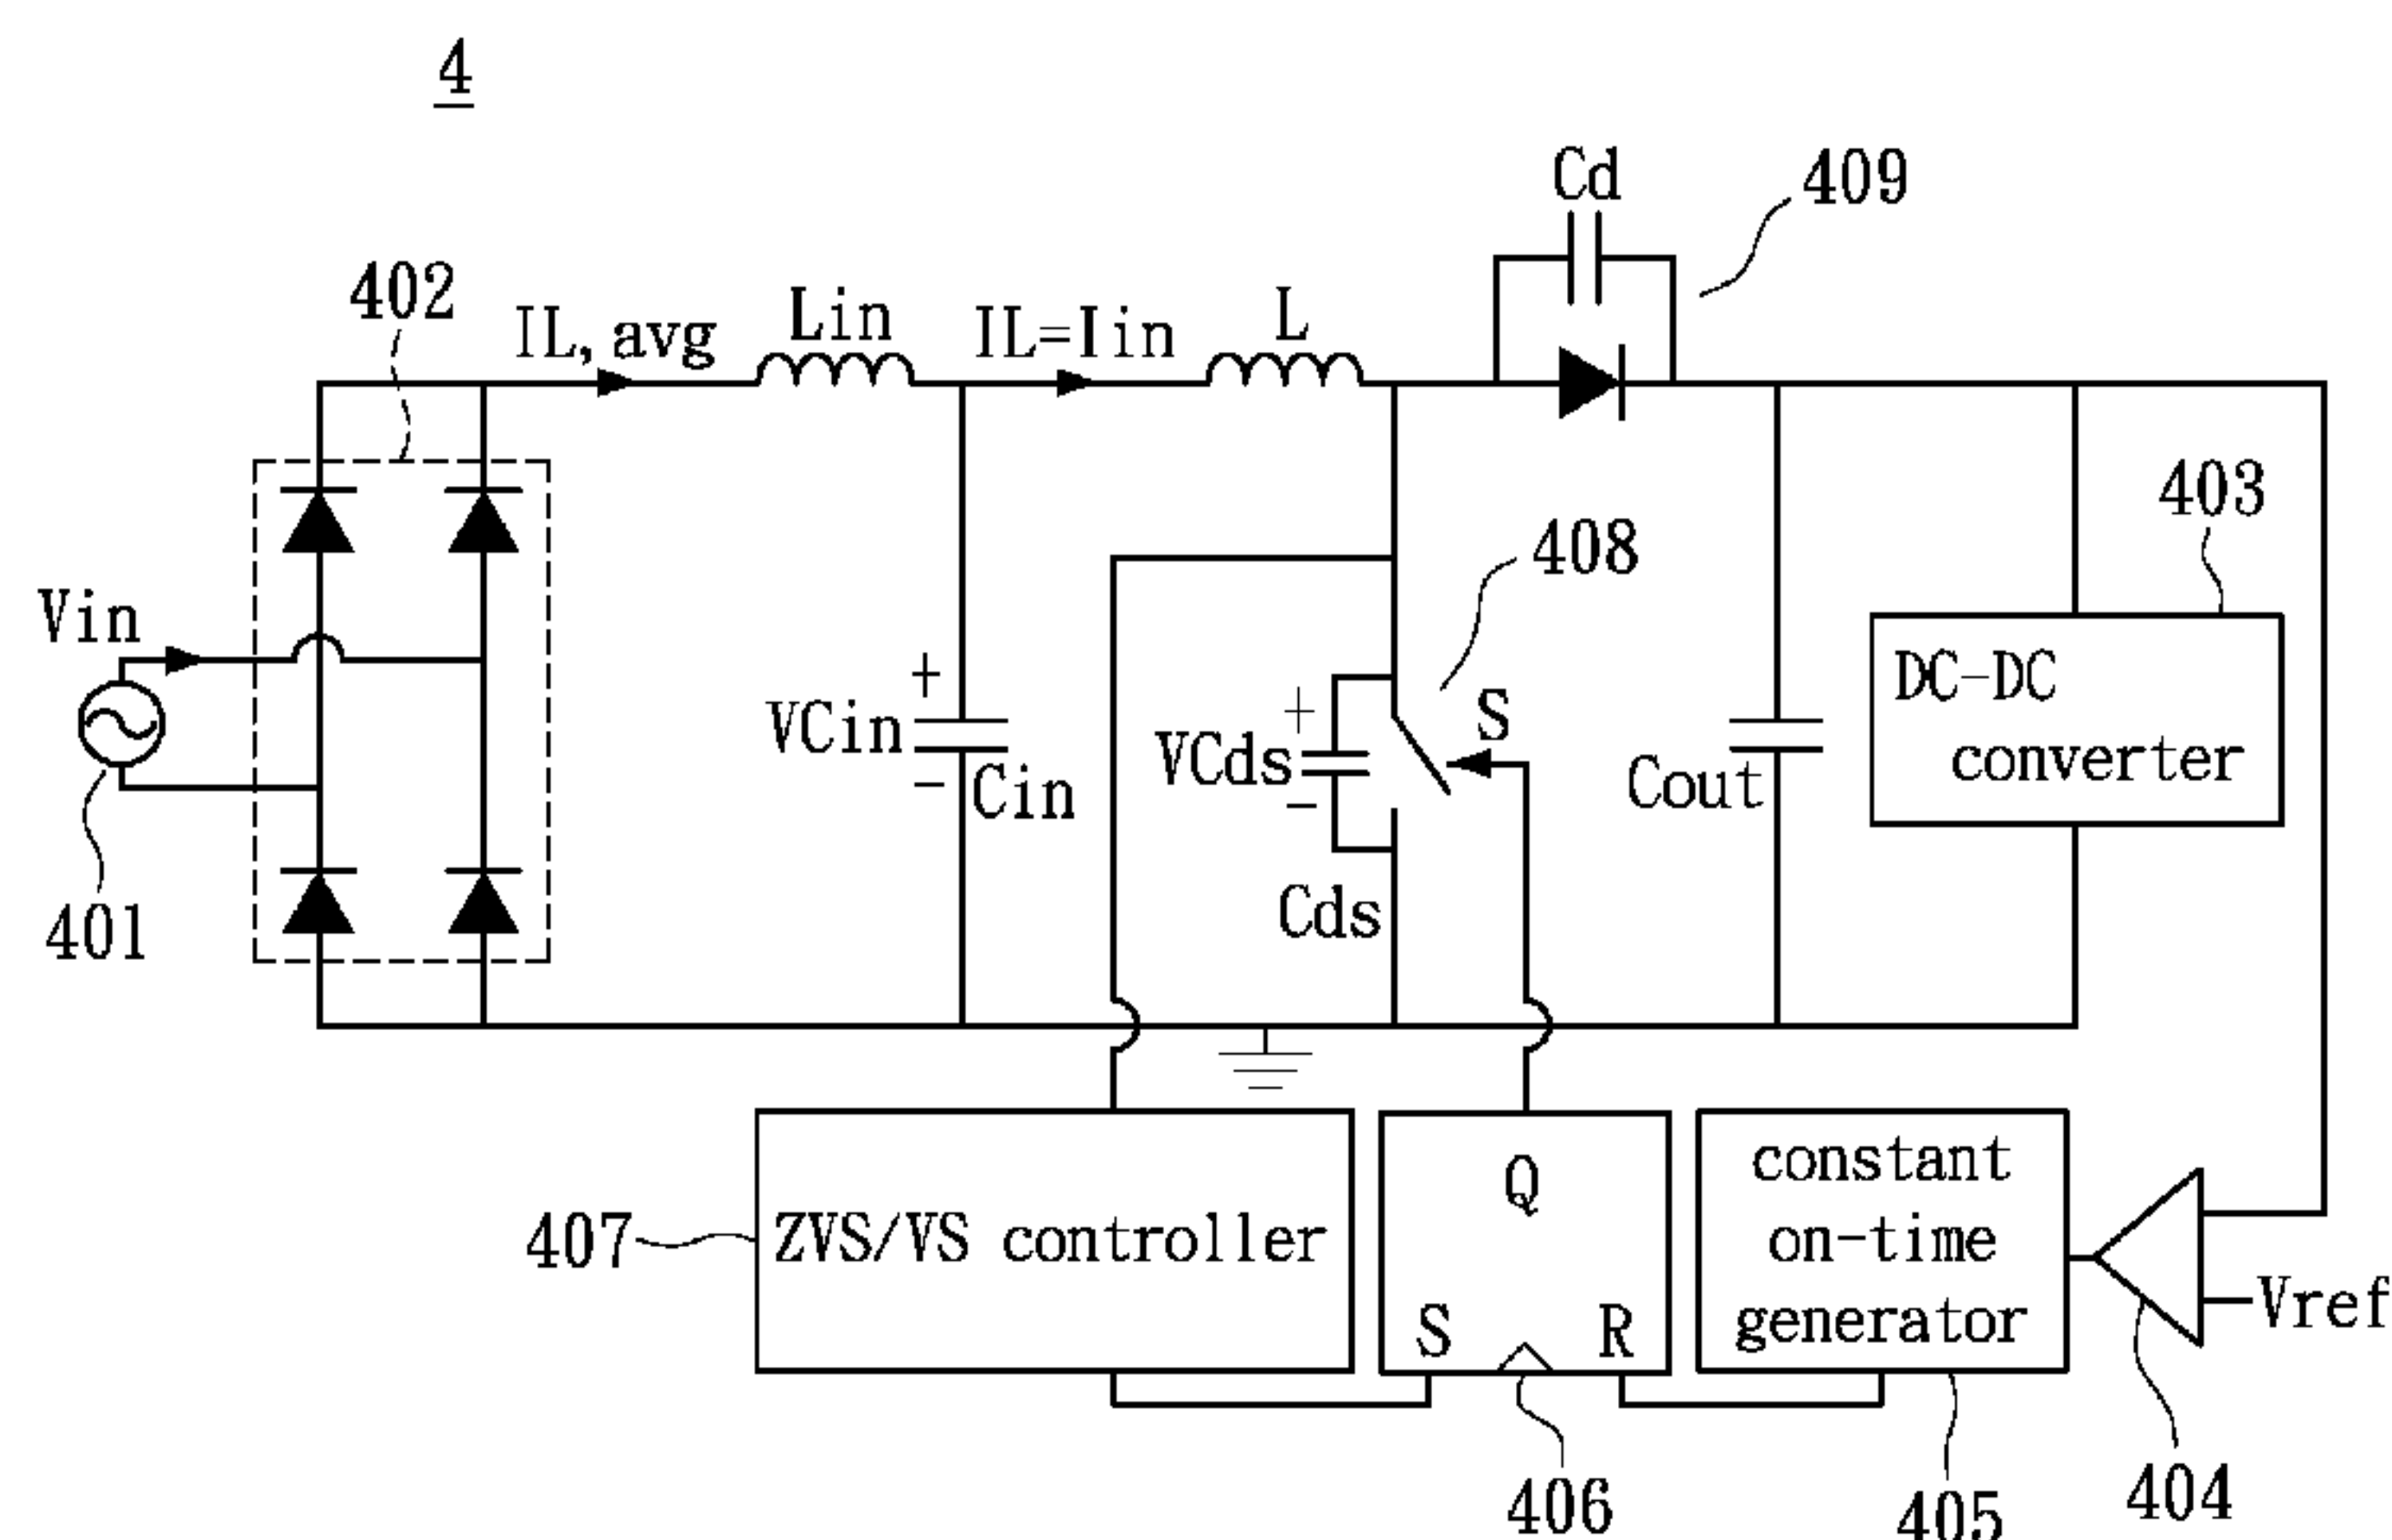 4
Cd
409
402
IL, avg
Lin
IL=Iin
L
403
408
Vin
+
VCin
-
Cin
+
VCds
-
S
Cout
DC-DC
converter
Cds
401
407
ZVS/VS controller
Q
S
R
constant
on-time
generator
Vref
406
405
404